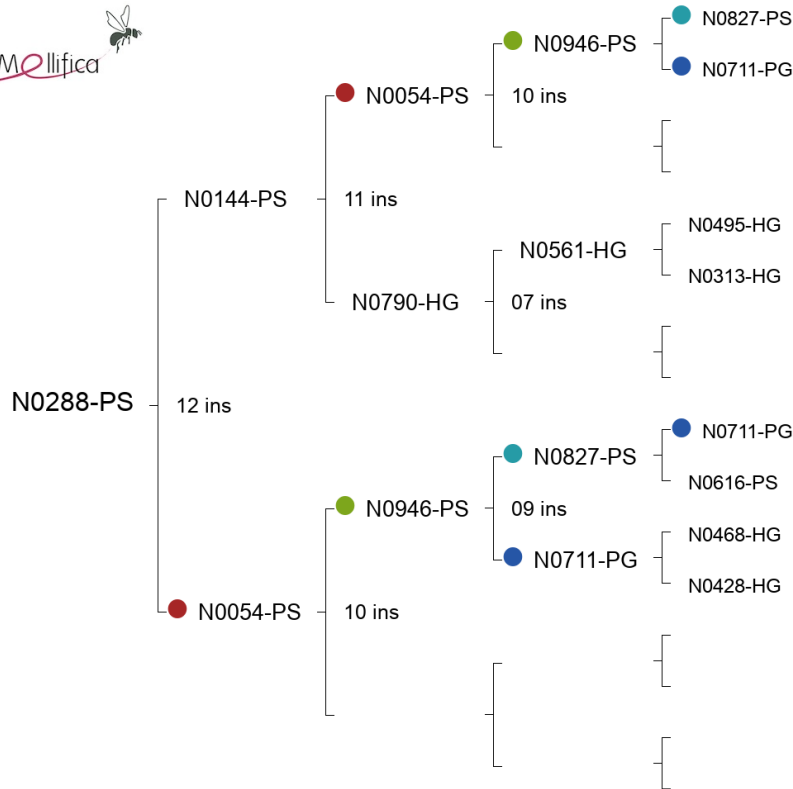 Mellifica
N0827-PS
N0946-PS
N0711-PG
N0054-PS
10 ins
N0144-PS
11 ins
N0495-HG
N0561-HG
N0313-HG
N0790-HG
07 ins
N0288-PS
12 ins
N0711-PG
N0827-PS
N0616-PS
N0946-PS
09 ins
N0468-HG
N0711-PG
N0428-HG
N0054-PS
10 ins